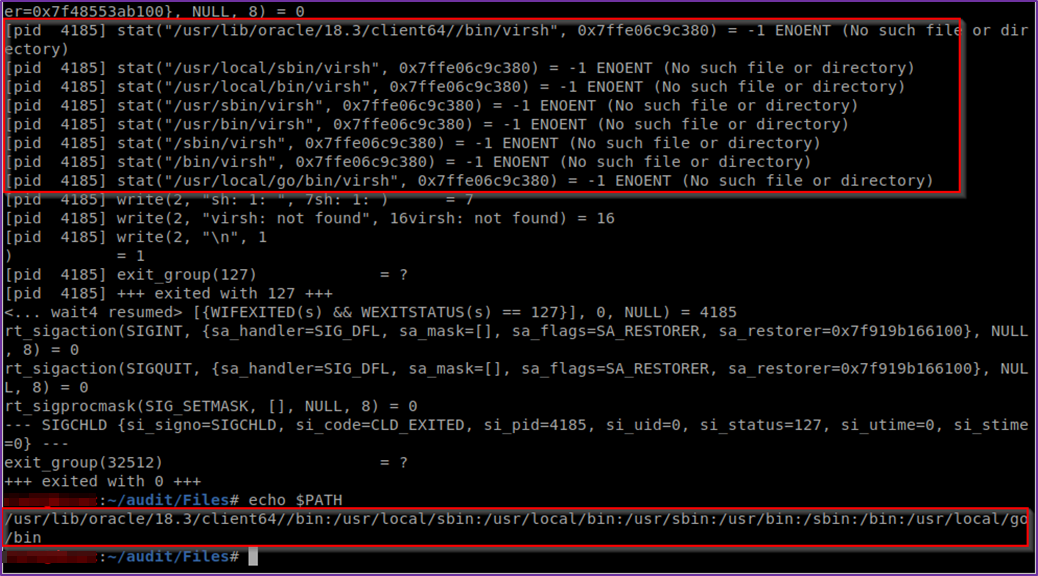 er=0x7f48553ab100}, NULL, 8) = 0
[pid  4185] stat("/usr/lib/oracle/18.3/client64//bin/virsh", 0x7ffe06c9c380) = -1 ENOENT (No such file or dir
ectory)
[pid  4185] stat("/usr/local/sbin/virsh", 0x7ffe06c9c380) = -1 ENOENT (No such file or directory)
[pid  4185] stat("/usr/local/bin/virsh", 0x7ffe06c9c380) = -1 ENOENT (No such file or directory)
[pid  4185] stat("/usr/sbin/virsh", 0x7ffe06c9c380) = -1 ENOENT (No such file or directory)
[pid  4185] stat("/usr/bin/virsh", 0x7ffe06c9c380) = -1 ENOENT (No such file or directory)
[pid  4185] stat("/sbin/virsh", 0x7ffe06c9c380) = -1 ENOENT (No such file or directory)
[pid  4185] stat("/bin/virsh", 0x7ffe06c9c380) = -1 ENOENT (No such file or directory)
[pid  4185] stat("/usr/local/go/bin/virsh", 0x7ffe06c9c380) = -1 ENOENT (No such file or directory)
[pid  4185] write(2, "sh: 1: ", 7sh: 1: )      = 7
[pid  4185] write(2, "virsh: not found", 16virsh: not found) = 16
[pid  4185] write(2, "\n", 1
)           = 1
[pid  4185] exit_group(127)             = ?
[pid  4185] +++ exited with 127 +++
<... wait4 resumed> [{WIFEXITED(s) && WEXITSTATUS(s) == 127}], 0, NULL) = 4185
rt_sigaction(SIGINT, {sa_handler=SIG_DFL, sa_mask=[], sa_flags=SA_RESTORER, sa_restorer=0x7f919b166100}, NULL
, 8) = 0
rt_sigaction(SIGQUIT, {sa_handler=SIG_DFL, sa_mask=[], sa_flags=SA_RESTORER, sa_restorer=0x7f919b166100}, NUL
L, 8) = 0
rt_sigprocmask(SIG_SETMASK, [], NULL, 8) = 0
--- SIGCHLD {si_signo=SIGCHLD, si_code=CLD_EXITED, si_pid=4185, si_uid=0, si_status=127, si_utime=0, si_stime
=0} ---
exit_group(32512)                       = ?
+++ exited with 0 +++
:~/audit/Files# echo $PATH
/usr/lib/oracle/18.3/client64//bin:/usr/local/sbin:/usr/local/bin:/usr/sbin:/usr/bin:/sbin:/bin:/usr/local/go
/bin
:~/audit/Files#